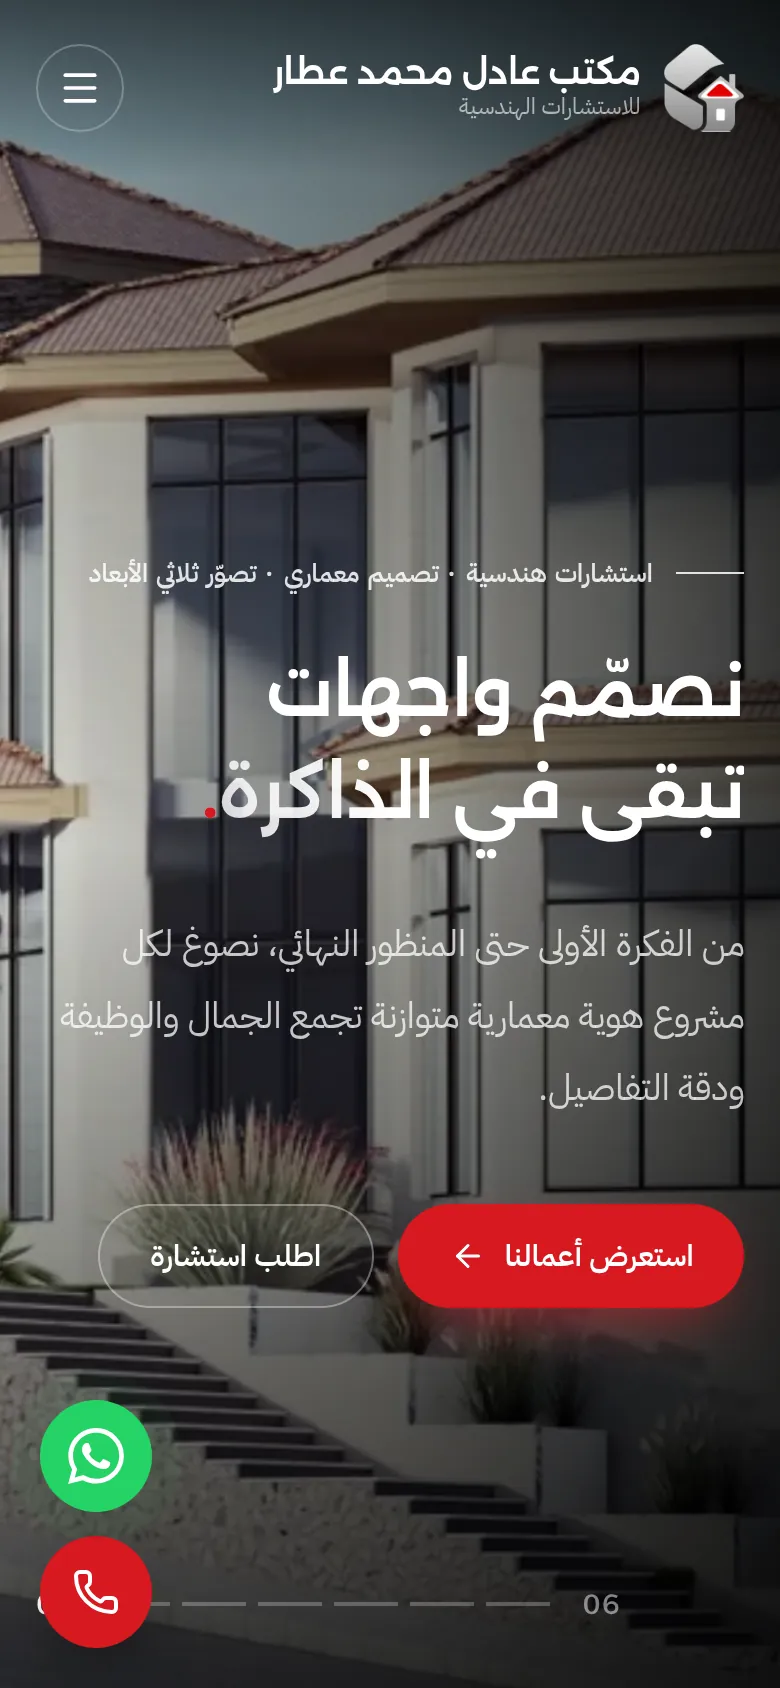 مكتب عادل محمد عطار
للاستشارات الهندسية
استشارات هندسية · تصميم معماري · تصوّر ثلاثي الأبعاد
نصمّم واجهات
تبقى في الذاكرة.
من الفكرة الأولى حتى المنظور النهائي، نصوغ لكل
مشروع هوية معمارية متوازنة تجمع الجمال والوظيفة
ودقة التفاصيل.
استعرض أعمالنا ←
اطلب استشارة
06